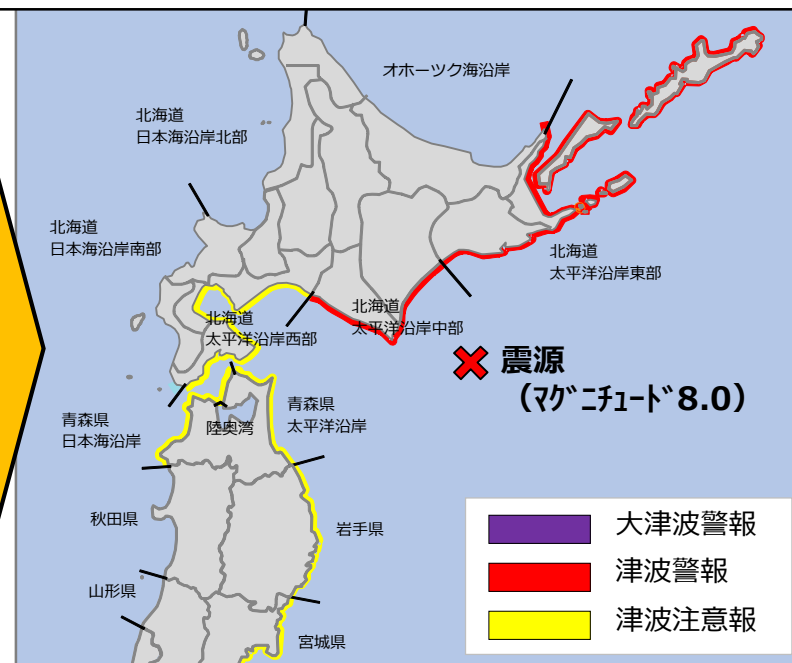 オホーツク海沿岸
北海道
日本海沿岸北部
北海道
日本海沿岸南部
北海道
太平洋沿岸東部
北海道
太平洋沿岸中部
北海道
太平洋沿岸西部
震源
（ﾏｸﾞﾆﾁｭｰﾄﾞ8.0）
青森県
日本海沿岸
陸奥湾
青森県
太平洋沿岸
秋田県
岩手県
山形県
宮城県
大津波警報
津波警報
津波注意報